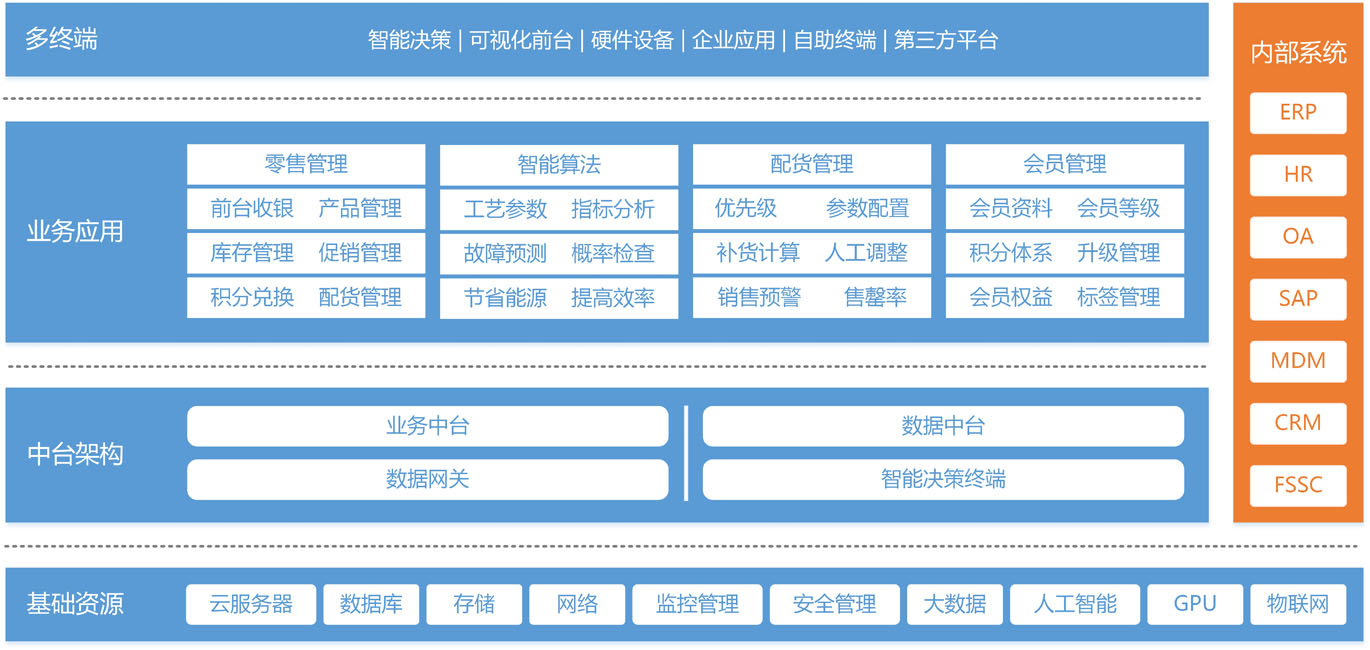 多终端
智能决策 | 可视化前台 | 硬件设备 | 企业应用 | 自助终端 | 第三方平台
业务应用
零售管理 智能算法 配货管理 会员管理
前台收银 产品管理 工艺参数 指标分析 优先级 参数配置 会员资料 会员等级
库存管理 促销管理 故障预测 概率检查 补货计算 人工调整 积分体系 升级管理
积分兑换 配货管理 节省能源 提高效率 销售预警 售罄率 会员权益 标签管理
中台架构
业务中台 数据中台
数据网关 智能决策终端
内部系统
ERP
HR
OA
SAP
MDM
CRM
FSSC
基础资源
云服务器 数据库 存储 网络 监控管理 安全管理 大数据 人工智能 GPU 物联网